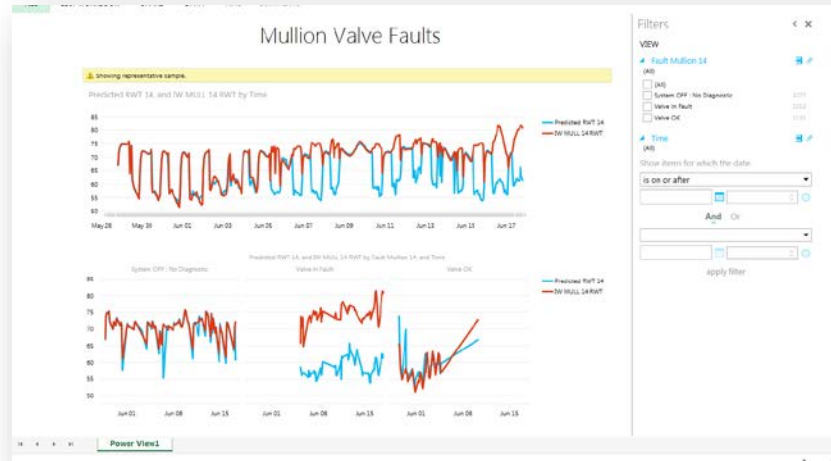 Mullion Valve Faults
Showing representative sample.
Predicted RWT 14, and IW MULL 14 RWT by Time
85
80
75
70
65
60
55
50
May 28
May 30
Jun 01
Jun 03
Jun 05
Jun 07
Jun 09
Jun 11
Jun 13
Jun 15
Jun 17
Predicted RWT 14
IW MULL 14 RWT
Predicted RWT 14, and IW MULL 14 RWT by Fault Mullion 14, and Time
System OFF : No Diagnostic
Valve in Fault
Valve OK
85
80
75
70
65
60
55
50
Jun 01
Jun 08
Jun 15
Jun 01
Jun 08
Jun 15
Jun 01
Jun 08
Jun 15
Predicted RWT 14
IW MULL 14 RWT
Power View1
Filters
VIEW
Fault Mullion 14
(All)
(All)
System OFF : No Diagnostic
Valve in Fault
Valve OK
Time
(All)
Show items for which the date
is on or after
And Or
apply filter